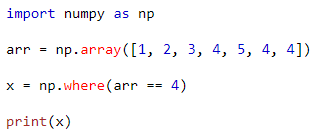 import numpy as np
arr = np.array([1, 2, 3, 4, 5, 4, 4])
x = np.where(arr == 4)
print(x)